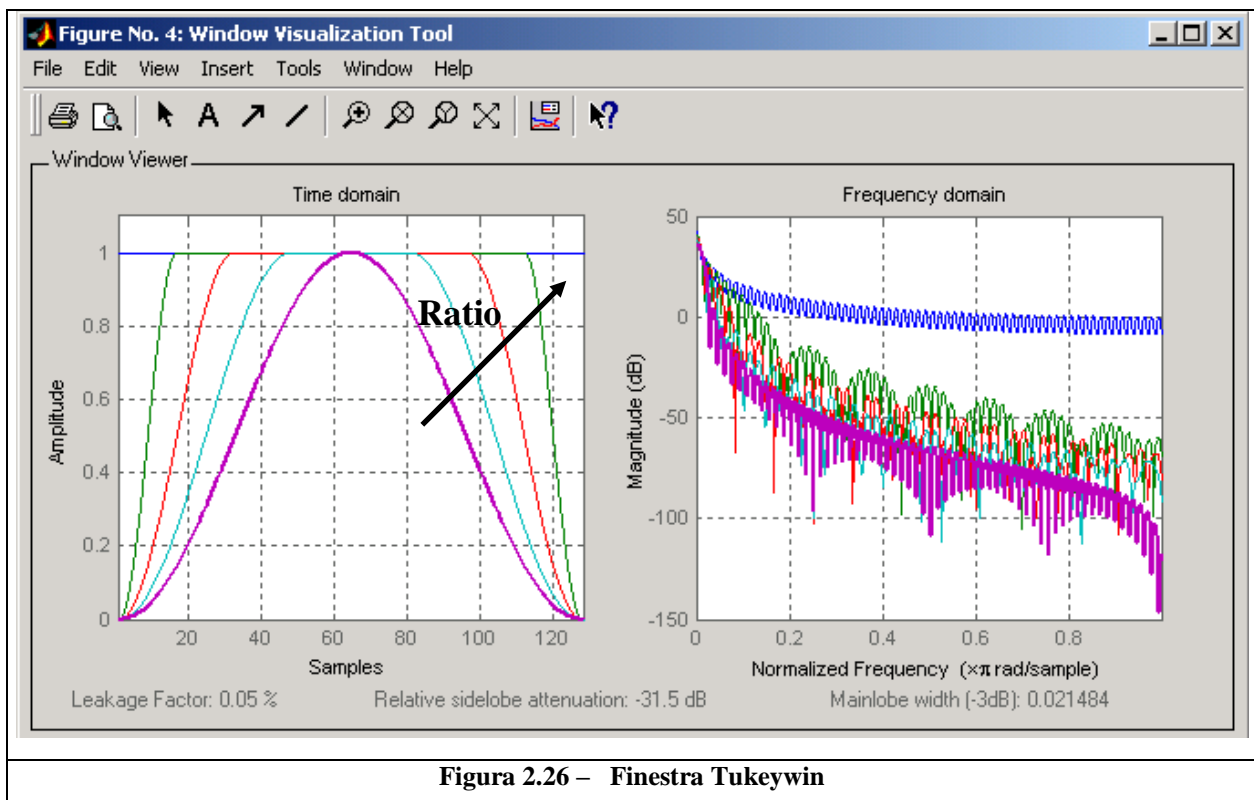 Figure No. 4: Window Visualization Tool
File Edit View Insert Tools Window Help
A
Window Viewer
Time domain
Frequency domain
1
0.8
0.6
0.4
0.2
0
Amplitude
Ratio
20 40 60 80 100 120
Samples
50
0
-50
-100
-150
Magnitude (dB)
0 0.2 0.4 0.6 0.8
Normalized Frequency (×π rad/sample)
Leakage Factor: 0.05 %
Relative sidelobe attenuation: -31.5 dB
Mainlobe width (-3dB): 0.021484
Figura 2.26 – Finestra Tukeywin